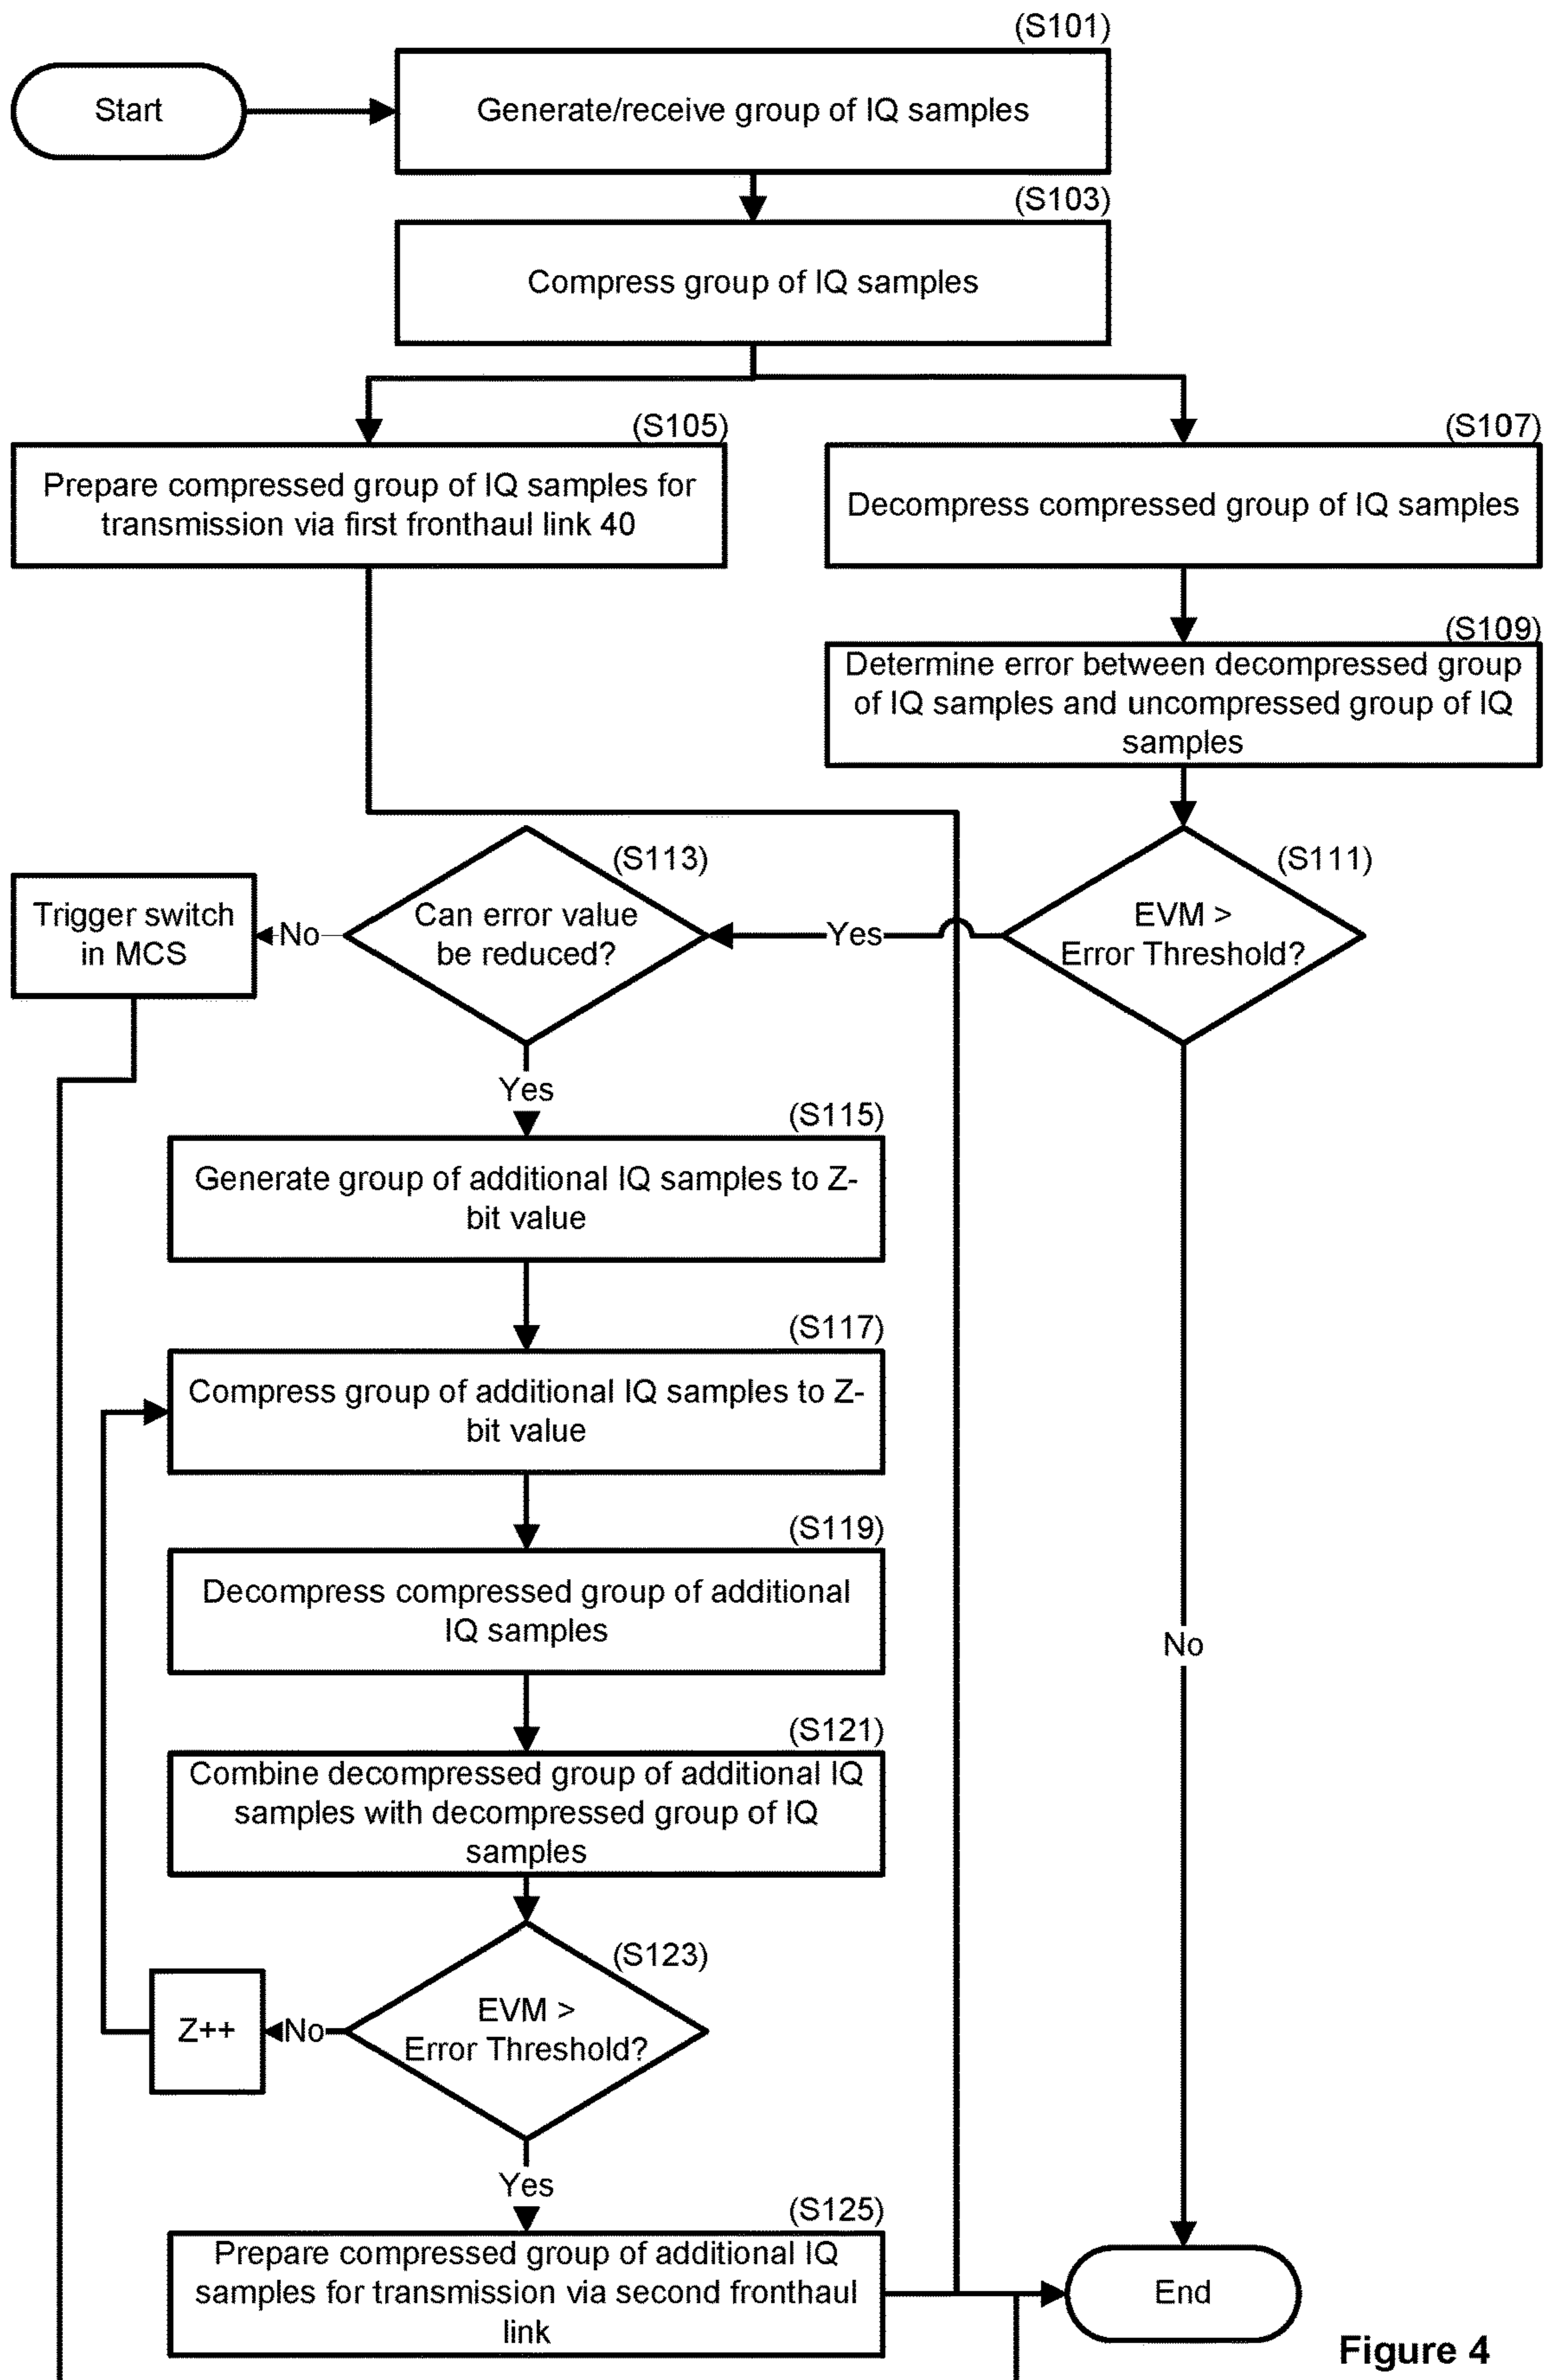 (S101)
Start
Generate/receive group of IQ samples
(S103)
Compress group of IQ samples
(S105)
Prepare compressed group of IQ samples for
transmission via first fronthaul link 40
(S107)
Decompress compressed group of IQ samples
(S109)
Determine error between decompressed group
of IQ samples and uncompressed group of IQ
samples
(S111)
EVM >
Error Threshold?
Yes
(S113)
Can error value
be reduced?
No
Trigger switch
in MCS
Yes
(S115)
Generate group of additional IQ samples to Z-
bit value
(S117)
Compress group of additional IQ samples to Z-
bit value
(S119)
Decompress compressed group of additional
IQ samples
No
(S121)
Combine decompressed group of additional IQ
samples with decompressed group of IQ
samples
(S123)
EVM >
Error Threshold?
No
Z++
Yes
(S125)
Prepare compressed group of additional IQ
samples for transmission via second fronthaul
link
End
Figure 4